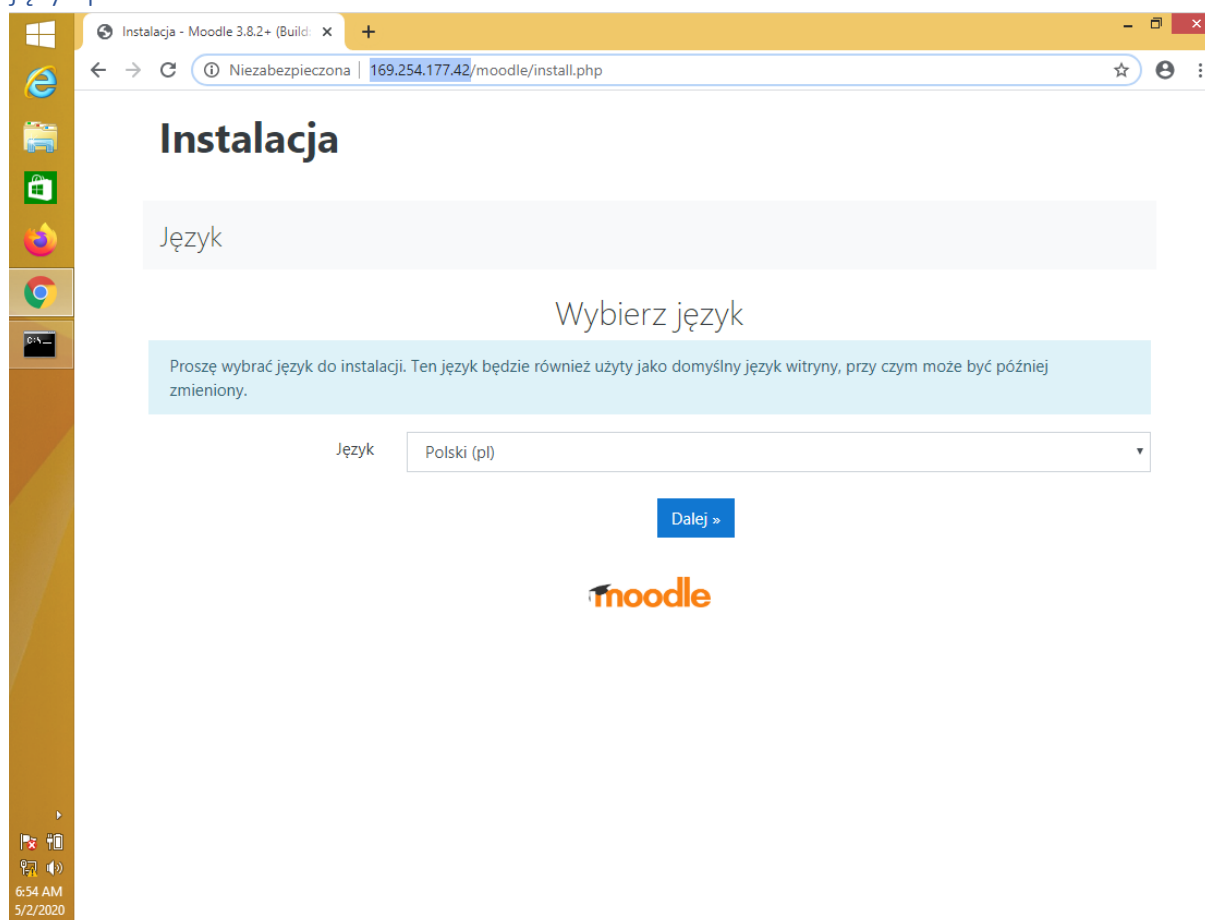 Instalacja - Moodle 3.8.2+ (Build:
Niezabezpieczona | 169.254.177.42/moodle/install.php
Instalacja
Język
Wybierz język
Proszę wybrać język do instalacji. Ten język będzie również użyty jako domyślny język witryny, przy czym może być później
zmieniony.
Język
Polski (pl)
Dalej »
moodle
C:\_
6:54 AM
5/2/2020